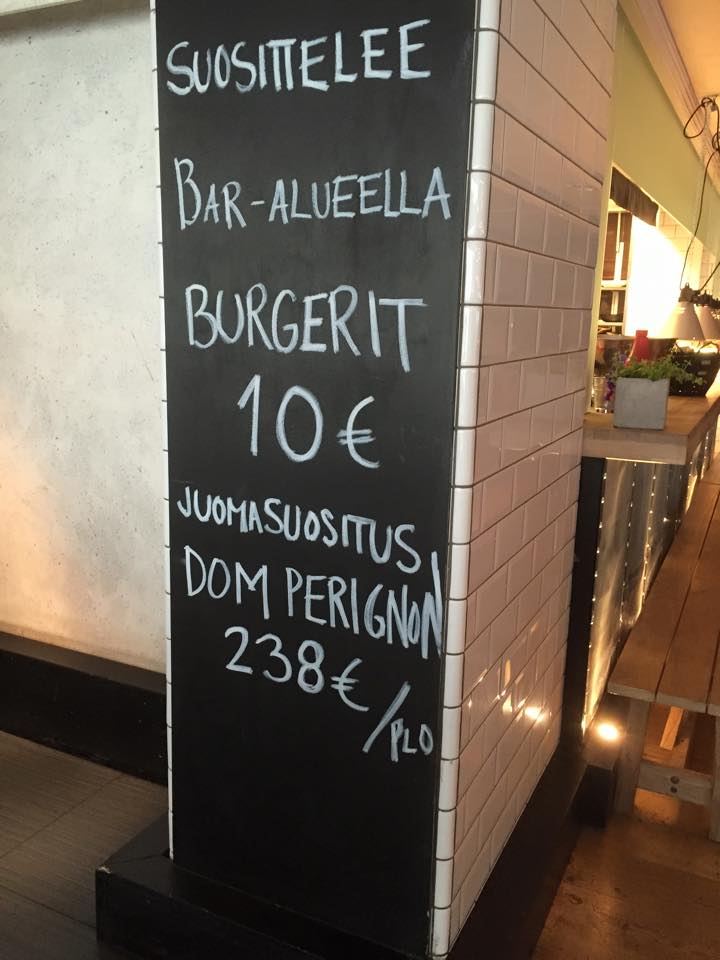 SUOSITTELEE
BAR-ALUEELLA
BURGERIT
10€
JUOMASUOSITUS
DOM PERIGNON
238€
/PLO